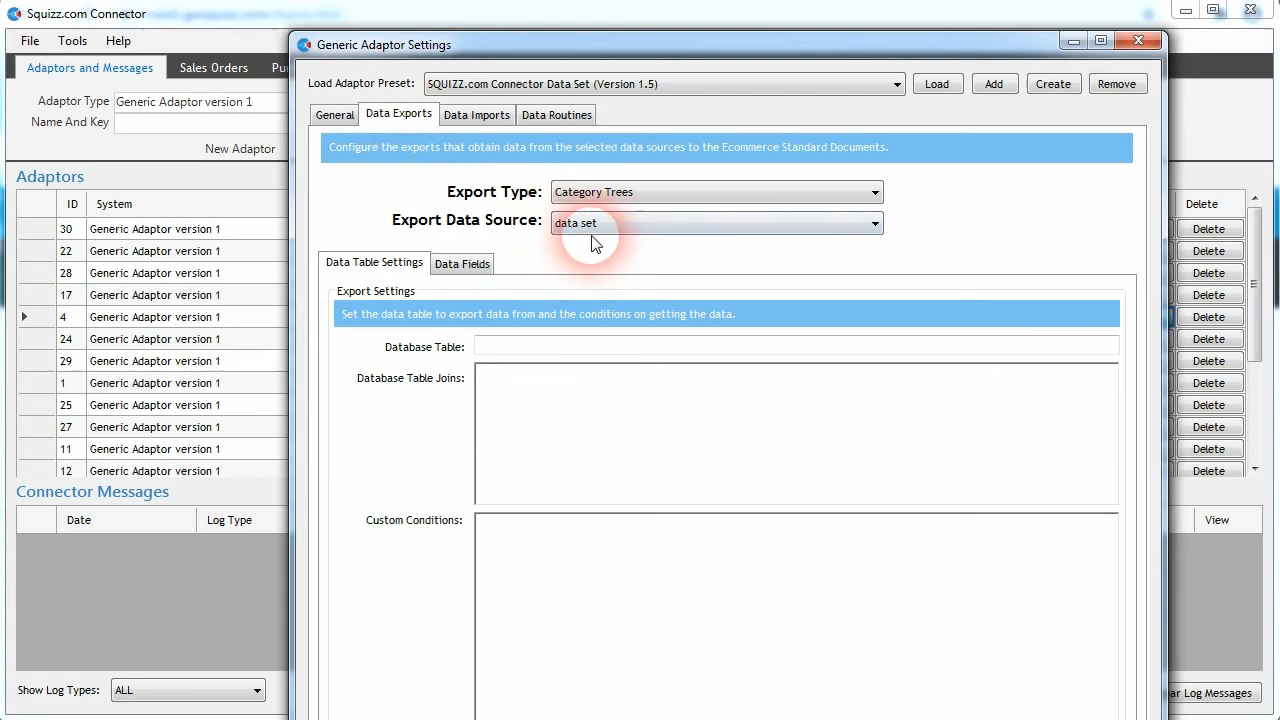 Squizz.com Connector
File Tools Help
Adaptors and Messages Sales Orders
Adaptor Type Generic Adaptor version 1
Name And Key
New Adaptor
Adaptors
ID System
30 Generic Adaptor version 1
22 Generic Adaptor version 1
28 Generic Adaptor version 1
17 Generic Adaptor version 1
4 Generic Adaptor version 1
24 Generic Adaptor version 1
29 Generic Adaptor version 1
1 Generic Adaptor version 1
25 Generic Adaptor version 1
27 Generic Adaptor version 1
11 Generic Adaptor version 1
12 Generic Adaptor version 1
Connector Messages
Date Log Type
Show Log Types: ALL
Generic Adaptor Settings
Load Adaptor Preset: SQUIZZ.com Connector Data Set (Version 1.5) Load Add Create Remove
General Data Exports Data Imports Data Routines
Configure the exports that obtain data from the selected data sources to the Ecommerce Standard Documents.
Export Type: Category Trees
Export Data Source: data set
Data Table Settings Data Fields
Export Settings
Set the data table to export data from and the conditions on getting the data.
Database Table:
Database Table Joins:
Custom Conditions:
Delete
Delete
Delete
Delete
Delete
Delete
Delete
Delete
Delete
Delete
Delete
Delete
Delete
View
Log Messages